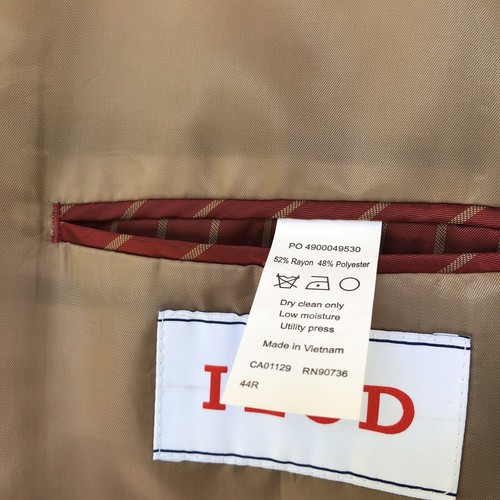 PO 4900049530
52% Rayon 48% Polyester
Dry clean only
Low moisture
Utility press
Made in Vietnam
CA01129 RN90736
44R
IZOD